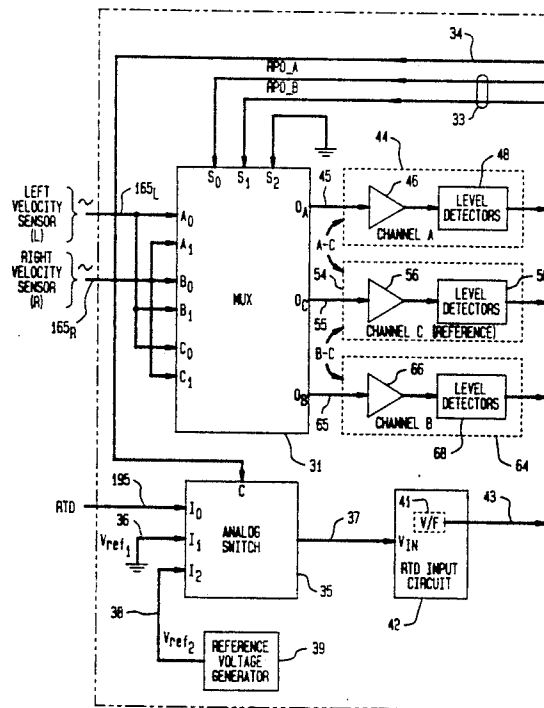 34
RPO_A
RPO_B
33
S0 S1 S2
44
LEFT
VELOCITY
SENSOR
(L)
165L
RIGHT
VELOCITY
SENSOR
(R)
165R
A0
A1
B0
B1
C0
C1
MUX
OA
OC
OB
31
45
46
48
LEVEL
DETECTORS
CHANNEL A
A-C
54
55
56
LEVEL
DETECTORS
CHANNEL C (REFERENCE)
B-C
65
66
LEVEL
DETECTORS
CHANNEL B
68
64
RTD
195
36
Vref1
38
Vref2
C
I0
I1
I2
ANALOG
SWITCH
35
37
REFERENCE
VOLTAGE
GENERATOR
39
41
V/F
VIN
RTD INPUT
CIRCUIT
42
43